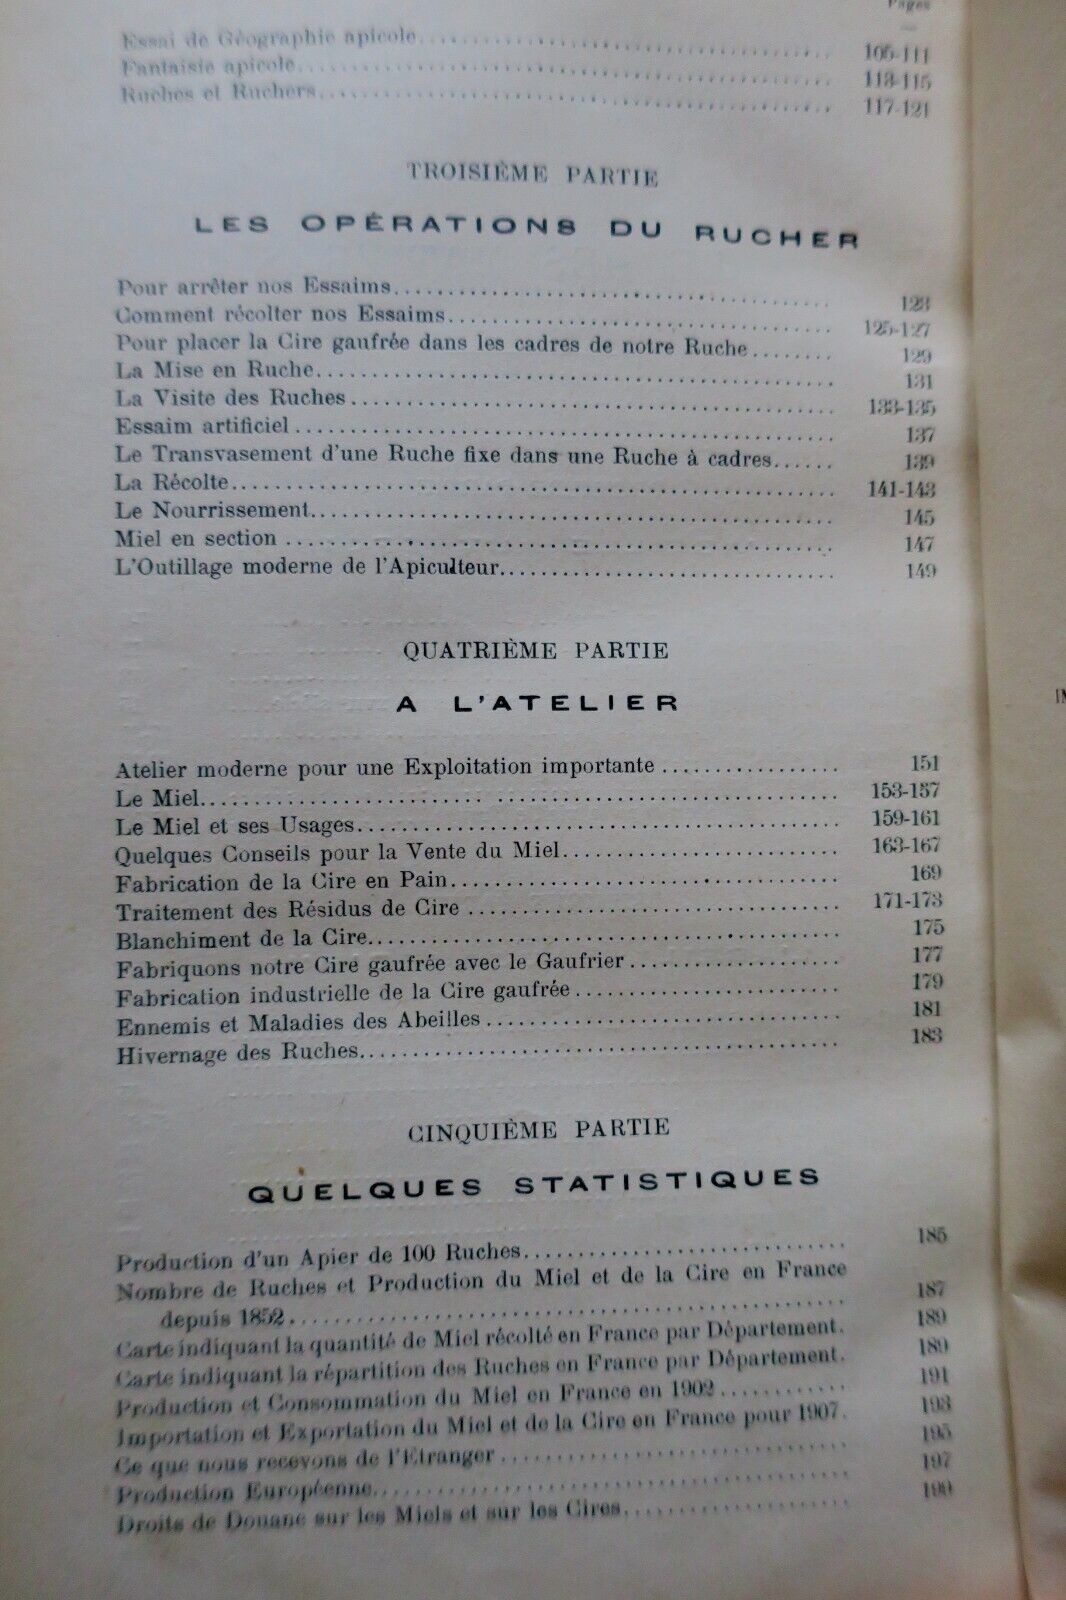 Pages
Essai de Géographie apicole........ 105-111
Fantaisie apicole........ 113-115
Ruches et Ruchers........ 117-121
TROISIÈME PARTIE
LES OPÉRATIONS DU RUCHER
Pour arrêter nos Essaims........ 123
Comment récolter nos Essaims........ 125-127
Pour placer la Cire gaufrée dans les cadres de notre Ruche........ 129
La Mise en Ruche........ 131
La Visite des Ruches........ 133-135
Essaim artificiel........ 137
Le Transvasement d'une Ruche fixe dans une Ruche à cadres...... 139
La Récolte........ 141-143
Le Nourrissement........ 145
Miel en section ........ 147
L'Outillage moderne de l'Apiculteur........ 149
QUATRIÈME PARTIE
A L'ATELIER
Atelier moderne pour une Exploitation importante ........ 151
Le Miel........ 153-157
Le Miel et ses Usages........ 159-161
Quelques Conseils pour la Vente du Miel........ 163-167
Fabrication de la Cire en Pain........ 169
Traitement des Résidus de Cire ........ 171-173
Blanchiment de la Cire........ 175
Fabriquons notre Cire gaufrée avec le Gaufrier ........ 177
Fabrication industrielle de la Cire gaufrée ........ 179
Ennemis et Maladies des Abeilles ........ 181
Hivernage des Ruches........ 183
CINQUIÈME PARTIE
QUELQUES STATISTIQUES
Production d'un Apier de 100 Ruches........ 185
Nombre de Ruches et Production du Miel et de la Cire en France
depuis 1852........ 187
Carte indiquant la quantité de Miel récolté en France par Département. 189
Carte indiquant la répartition des Ruches en France par Département. 189
Production et Consommation du Miel en France en 1902 ........ 191
Importation et Exportation du Miel et de la Cire en France pour 1907. 193
Ce que nous recevons de l'Etranger ........ 195
Production Européenne........ 197
Droits de Douane sur les Miels et sur les Cires........ 199